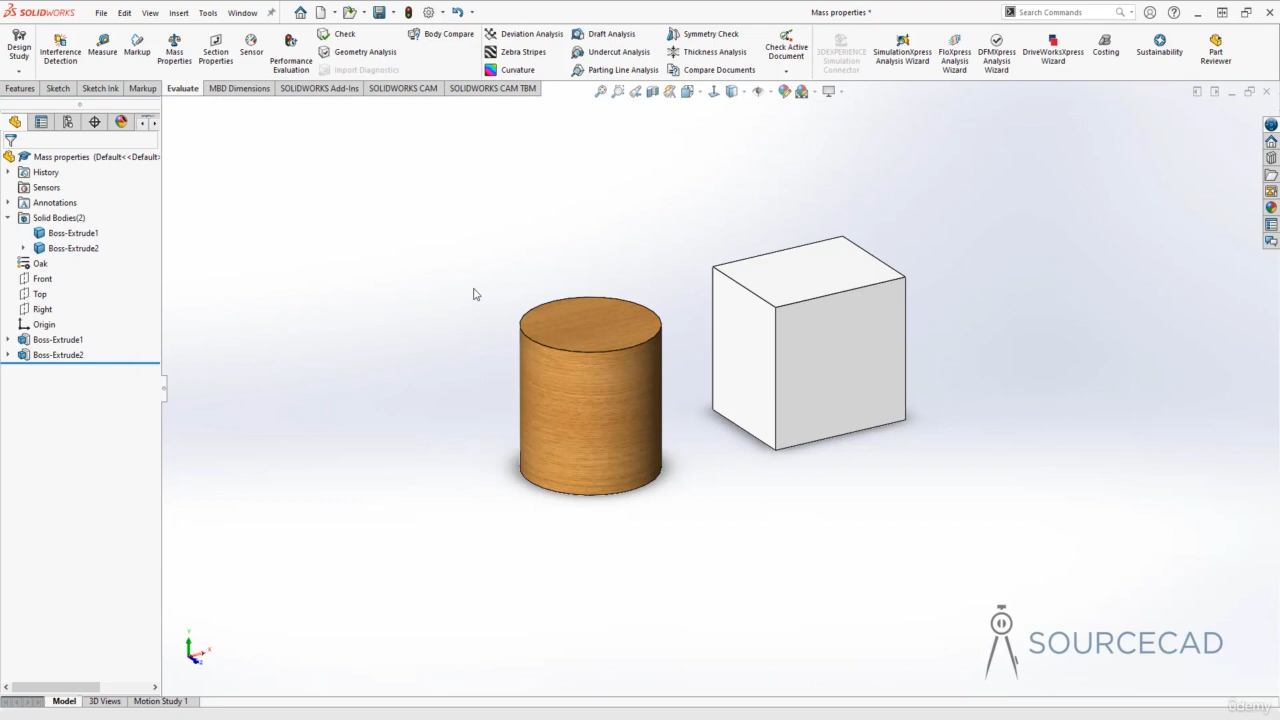 SOLIDWORKS File Edit View Insert Tools Window Mass properties * Search Commands
Design Study
Interference Detection
Measure
Markup
Mass Properties
Section Properties
Sensor
Performance Evaluation
Check
Geometry Analysis
Import Diagnostics
Body Compare
Deviation Analysis
Zebra Stripes
Curvature
Draft Analysis
Undercut Analysis
Parting Line Analysis
Symmetry Check
Thickness Analysis
Compare Documents
Check Active Document
3DEXPERIENCE Simulation Connector
SimulationXpress Analysis Wizard
FloXpress Analysis Wizard
DFMXpress Analysis Wizard
DriveWorksXpress Wizard
Costing
Sustainability
Part Reviewer
Features Sketch Sketch Ink Markup Evaluate MBD Dimensions SOLIDWORKS Add-Ins SOLIDWORKS CAM SOLIDWORKS CAM TBM
Mass properties (Default<<Default>
History
Sensors
Annotations
Solid Bodies(2)
Boss-Extrude1
Boss-Extrude2
Oak
Front
Top
Right
Origin
Boss-Extrude1
Boss-Extrude2
Y
X
Z
SOURCECAD
Model 3D Views Motion Study 1
ûdemy